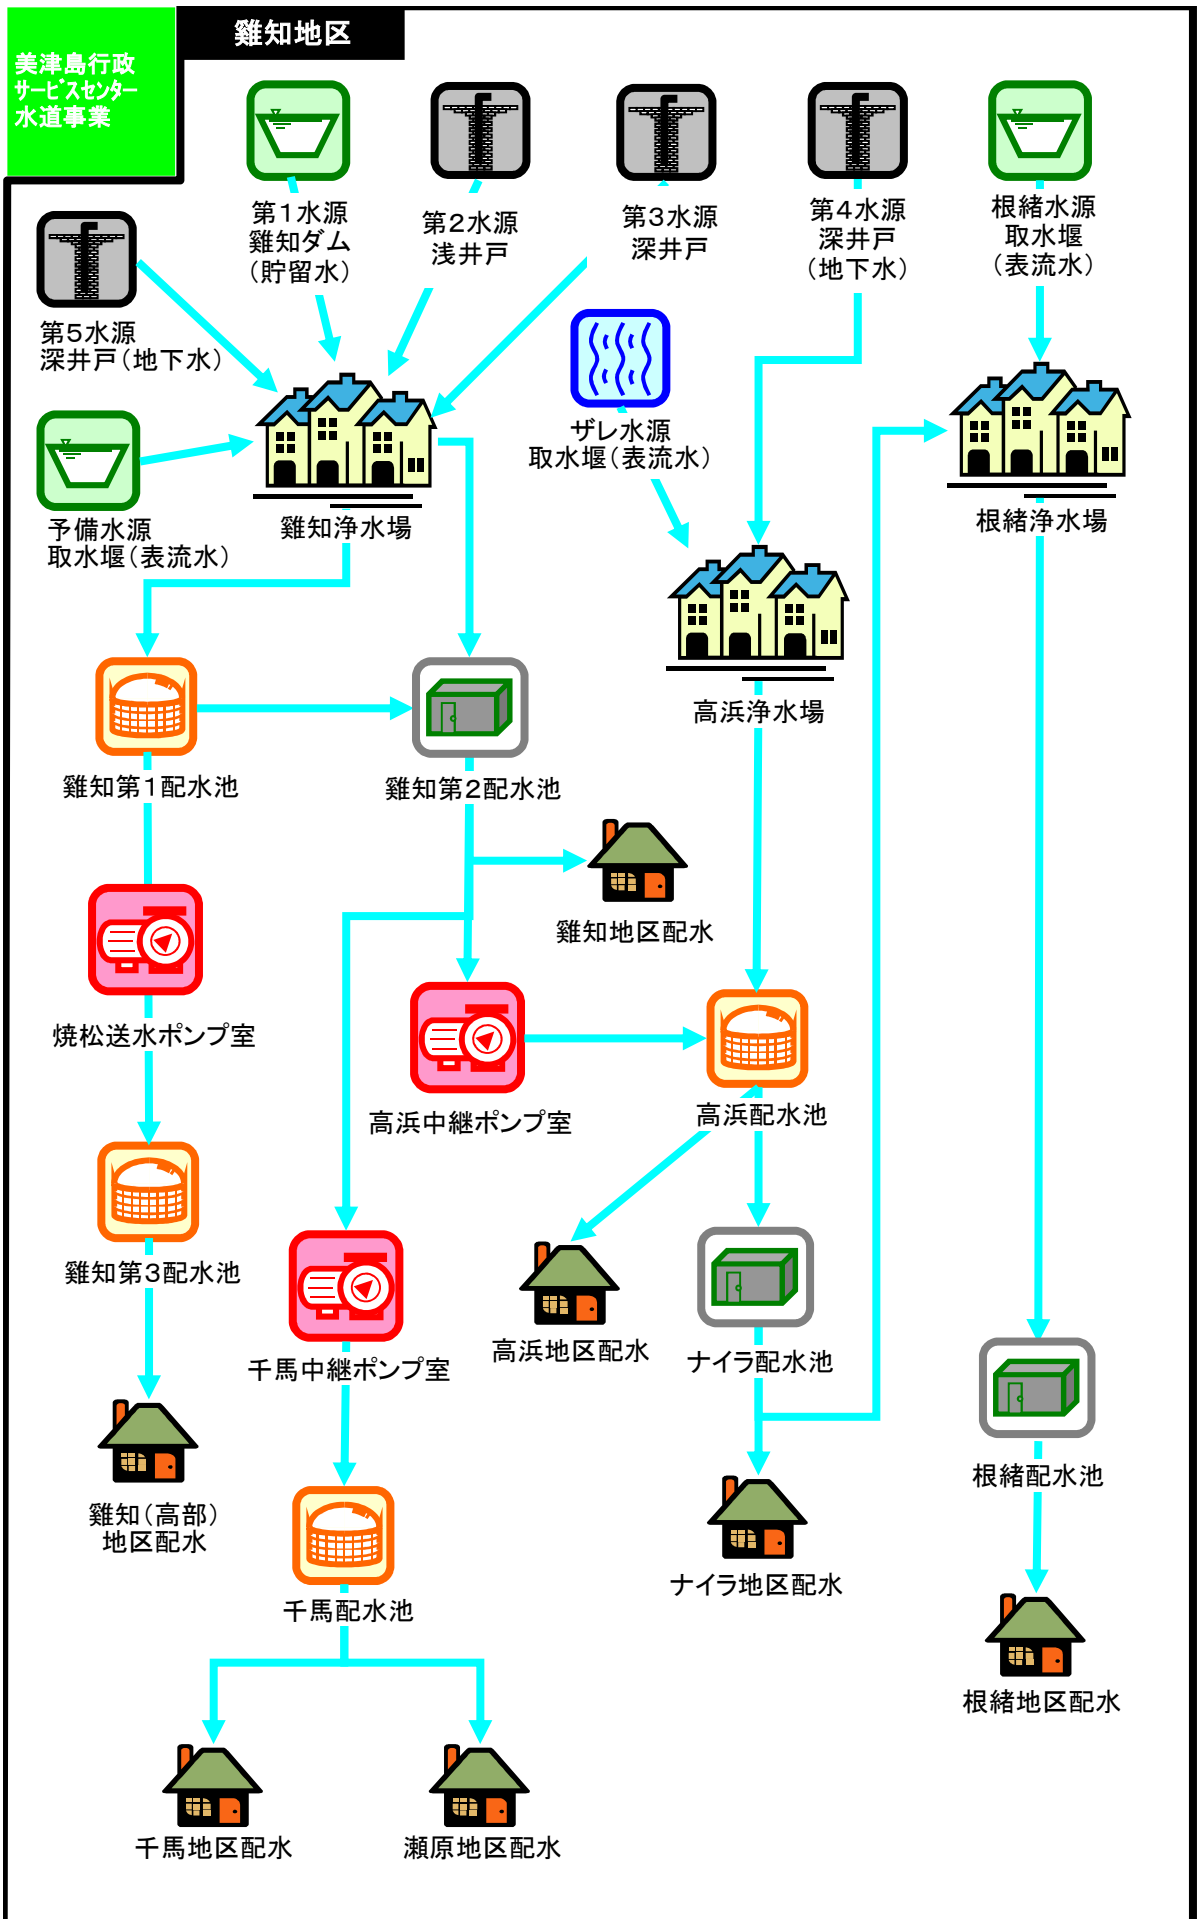 美津島行政
サービスセンター
水道事業
雞知地区
第1水源
雞知ダム
(貯留水)
第2水源
浅井戸
第3水源
深井戸
第4水源
深井戸
(地下水)
根緒水源
取水堰
(表流水)
第5水源
深井戸(地下水)
ザレ水源
取水堰(表流水)
予備水源
取水堰(表流水)
雞知浄水場
根緒浄水場
高浜浄水場
雞知第1配水池
雞知第2配水池
雞知地区配水
焼松送水ポンプ室
高浜中継ポンプ室
高浜配水池
雞知第3配水池
千馬中継ポンプ室
高浜地区配水
ナイラ配水池
根緒配水池
雞知(高部)
地区配水
千馬配水池
ナイラ地区配水
根緒地区配水
千馬地区配水
瀬原地区配水